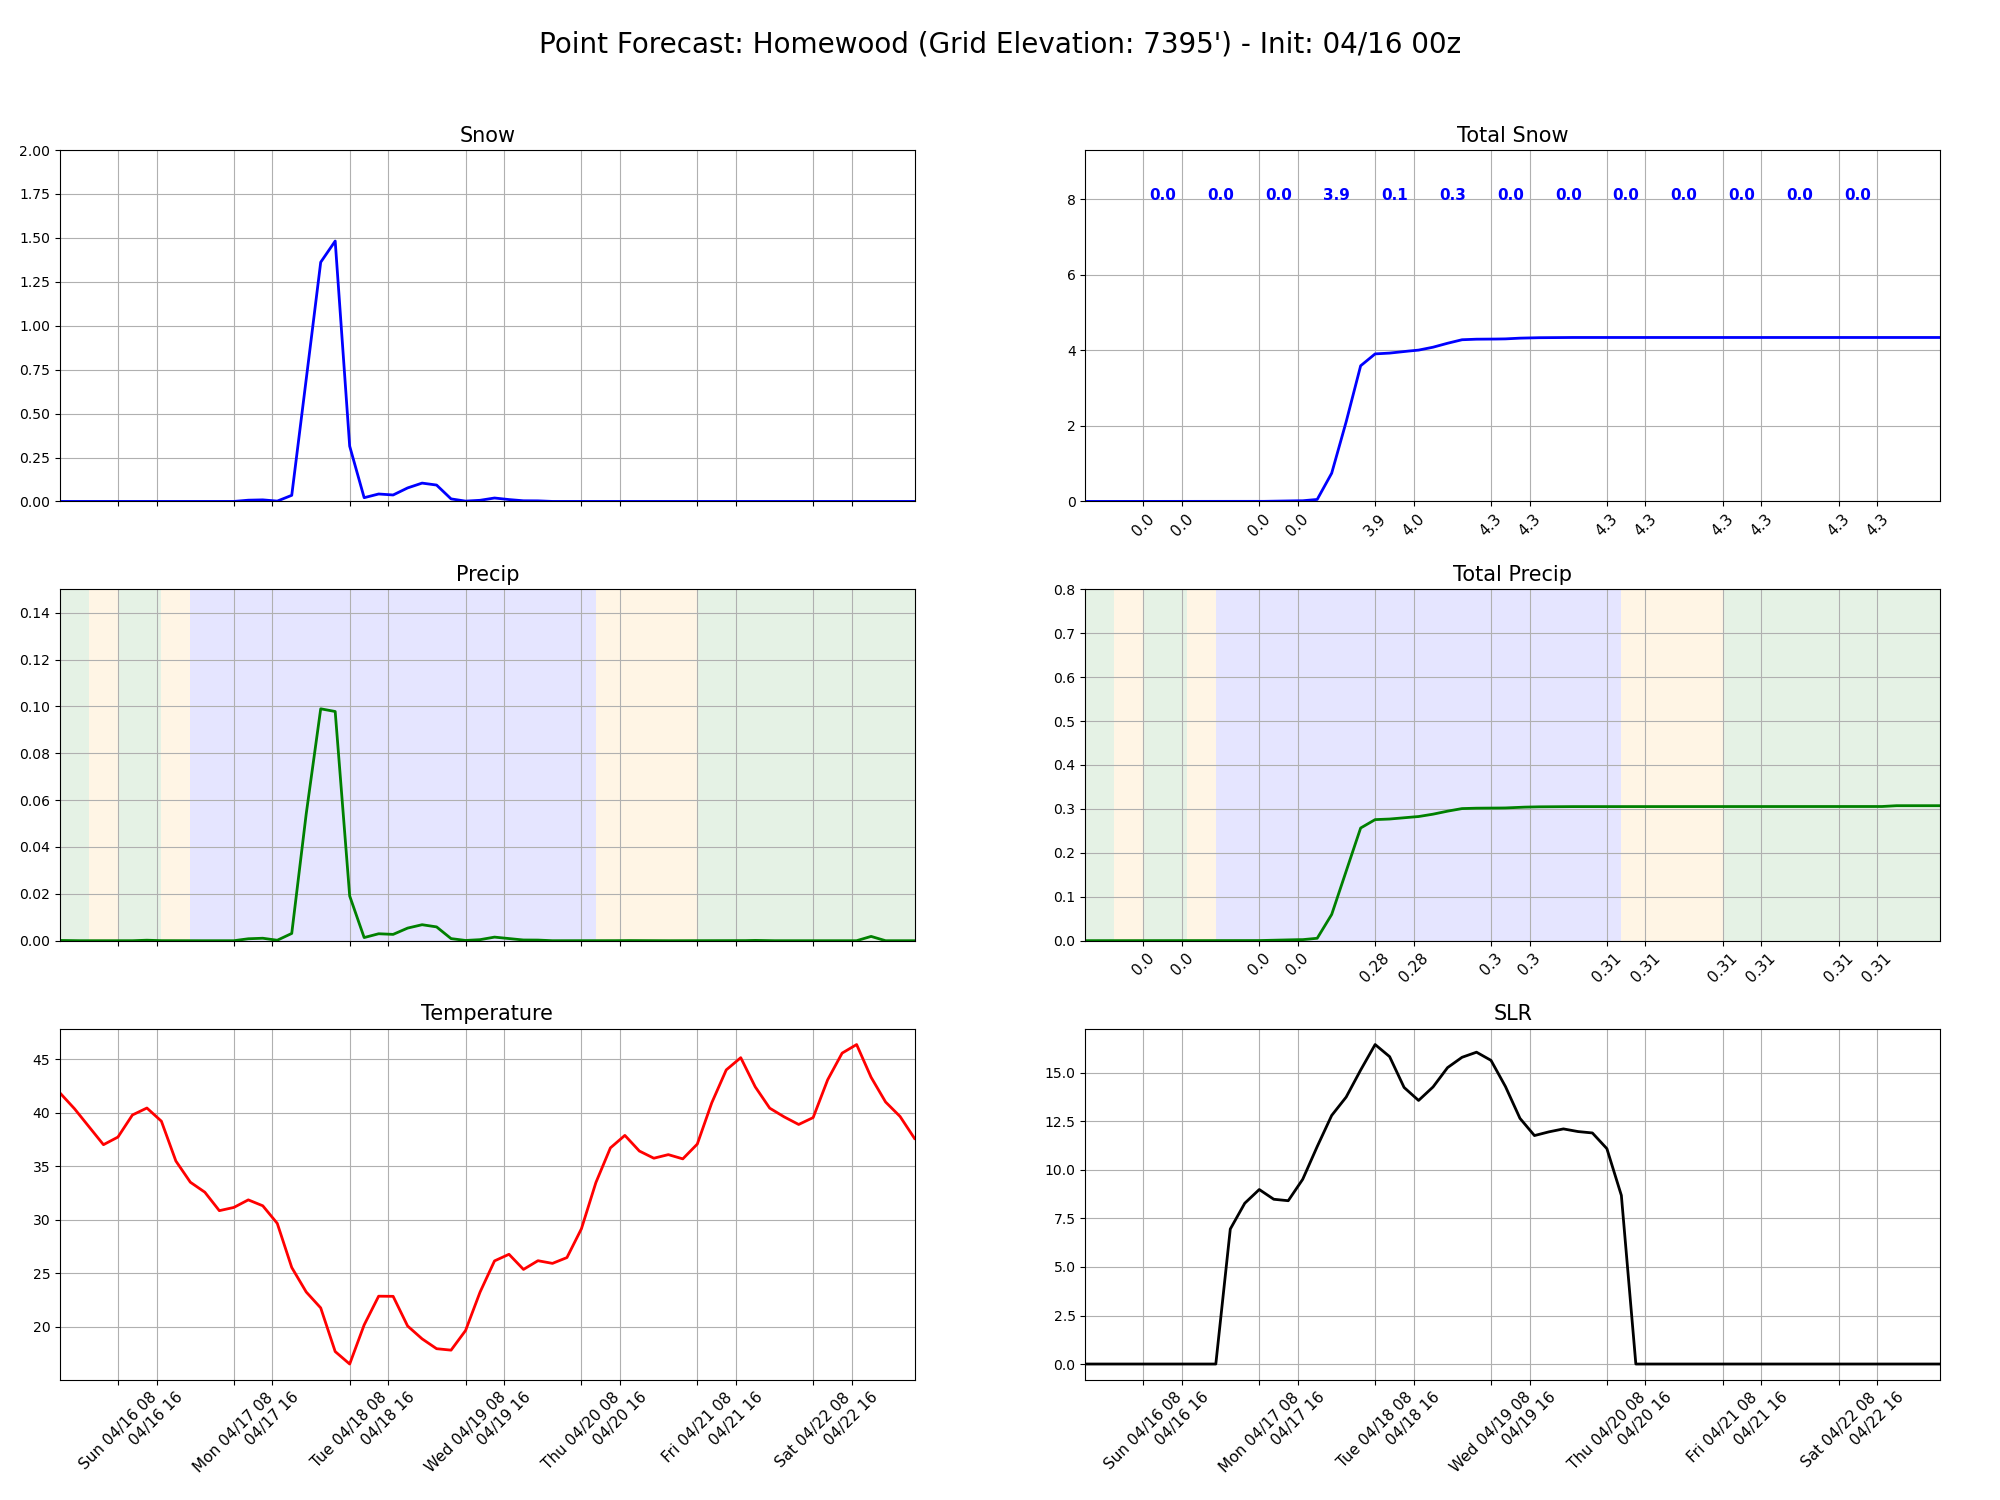 Point Forecast: Homewood (Grid Elevation: 7395') - Init: 04/16 00z
Snow
2.00
1.75
1.50
1.25
1.00
0.75
0.50
0.25
0.00
Total Snow
0.0 0.0 0.0 3.9 0.1 0.3 0.0 0.0 0.0 0.0 0.0 0.0 0.0
8
6
4
2
0
0.0 0.0 0.0 0.0 3.9 4.0 4.3 4.3 4.3 4.3 4.3 4.3 4.3 4.3
Precip
0.14
0.12
0.10
0.08
0.06
0.04
0.02
0.00
Total Precip
0.8
0.7
0.6
0.5
0.4
0.3
0.2
0.1
0.0
0.0 0.0 0.0 0.0 0.28 0.28 0.3 0.3 0.31 0.31 0.31 0.31 0.31 0.31
Temperature
45
40
35
30
25
20
Sun 04/16 08
04/16 16
Mon 04/17 08
04/17 16
Tue 04/18 08
04/18 16
Wed 04/19 08
04/19 16
Thu 04/20 08
04/20 16
Fri 04/21 08
04/21 16
Sat 04/22 08
04/22 16
SLR
15.0
12.5
10.0
7.5
5.0
2.5
0.0
Sun 04/16 08
04/16 16
Mon 04/17 08
04/17 16
Tue 04/18 08
04/18 16
Wed 04/19 08
04/19 16
Thu 04/20 08
04/20 16
Fri 04/21 08
04/21 16
Sat 04/22 08
04/22 16